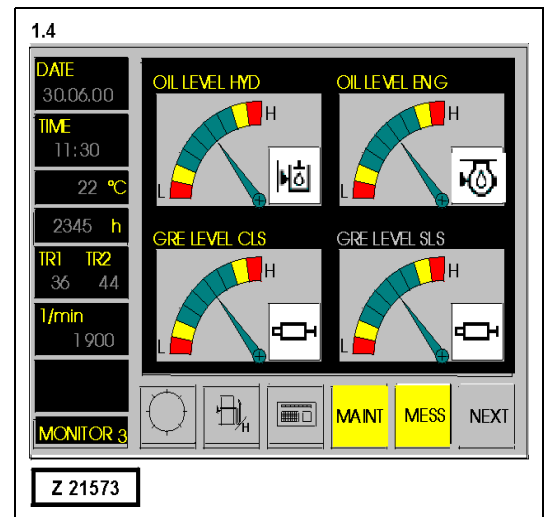 1.4
DATE
30.06.00
TIME
11:30
22 °C
2345 h
TR1 TR2
36 44
1/min
1900
MONITOR 3
OIL LEVEL HYD
L H
OIL LEVEL ENG
L H
GRE LEVEL CLS
L H
GRE LEVEL SLS
L H
/H
MAINT
MESS
NEXT
Z 21573